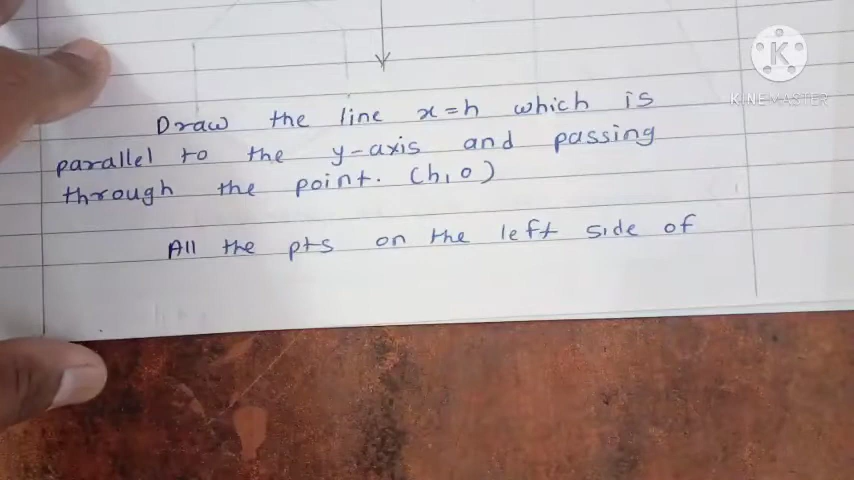 K
KINEMASTER
Draw the line x=h which is
parallel to the y-axis and passing
through the point. (h, 0)
All the pts on the left side of